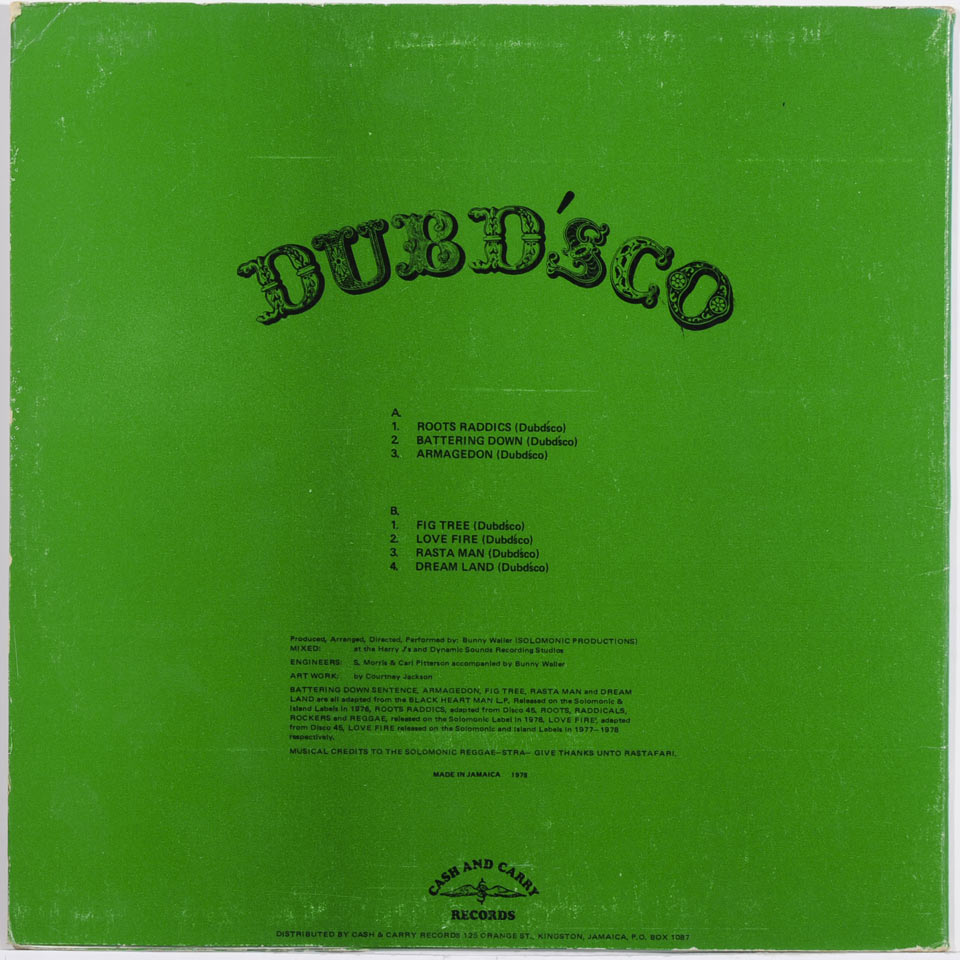 DUBD'SCO
A.
1. ROOTS RADDICS (Dubd'sco)
2. BATTERING DOWN (Dubd'sco)
3. ARMAGEDON (Dubd'sco)
B.
1. FIG TREE (Dubd'sco)
2. LOVE FIRE (Dubd'sco)
3. RASTA MAN (Dubd'sco)
4. DREAM LAND (Dubd'sco)
Produced, Arranged, Directed, Performed by: Bunny Wailer (SOLOMONIC PRODUCTIONS)
MIXED: at the Harry J's and Dynamic Sounds Recording Studios
ENGINEERS: S, Morris & Carl Pitterson accompanied by Bunny Wailer
ART WORK: by Courtney Jackson
BATTERING DOWN SENTENCE, ARMAGEDON, FIG TREE, RASTA MAN and DREAM
LAND are all adapted from the BLACK HEART MAN L.P. Released on the Solomonic &
Island Labels in 1976, ROOTS RADDICS, adapted from Disco 45, ROOTS, RADDICALS,
ROCKERS and REGGAE, released on the Solomonic Label in 1978, LOVE FIRE', adapted
from Disco 45, LOVE FIRE released on the Solomonic and Island Labels in 1977-1978
respectively.
MUSICAL CREDITS TO THE SOLOMONIC REGGAE-STRA- GIVE THANKS UNTO RASTAFARI.
MADE IN JAMAICA 1978
CASH AND CARRY
RECORDS
DISTRIBUTED BY CASH & CARRY RECORDS 125 ORANGE ST., KINGSTON, JAMAICA, P.O. BOX 1087